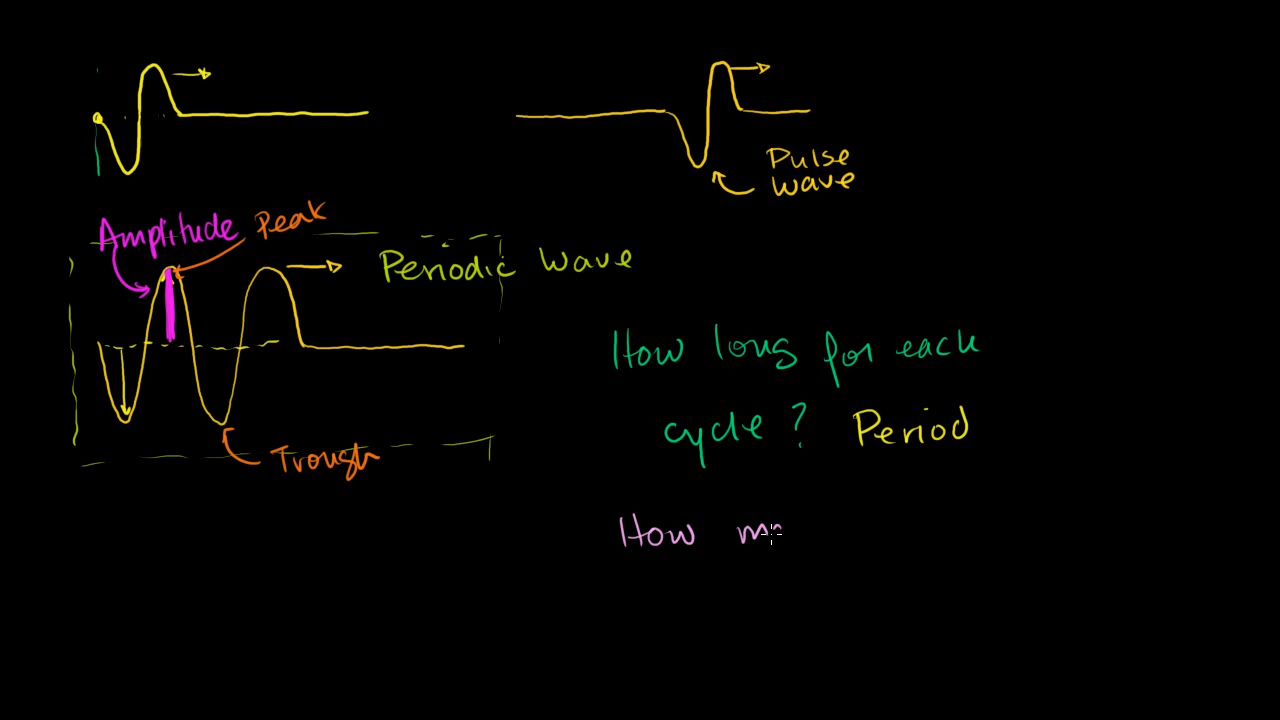 Pulse
wave
Amplitude
Peak
Periodic wave
Trough
How long for each
cycle? Period
How